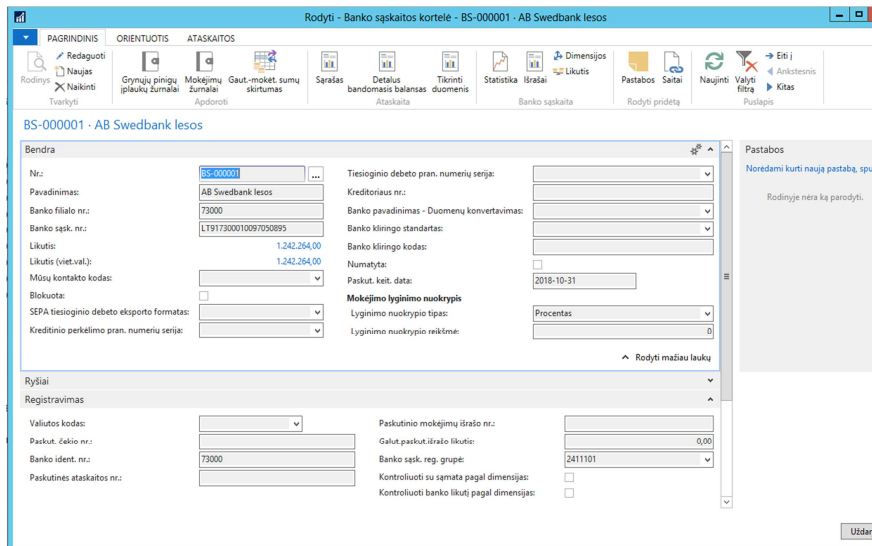 Rodyti - Banko sąskaitos kortelė - BS-000001 · AB Swedbank lesos
PAGRINDINIS ORIENTUOTIS ATASKAITOS
Rodinys
Redaguoti
Naujas
Naikinti
Grynųjų pinigų įplaukų žurnalai
Mokėjimų žurnalai
Gaut.-mokėt. sumų skirtumas
Sąrašas
Detalus bandomasis balansas
Tikrinti duomenis
Statistika
Išrašai
Dimensijos
Likutis
Pastabos
Saitai
Naujinti
Valyti filtrą
Eiti į
Ankstesnis
Kitas
Tvarkyti
Apdoroti
Ataskaita
Banko sąskaita
Rodyti pridėtą
Puslapis
BS-000001 · AB Swedbank lesos
Bendra
Nr.: BS-000001 ...
Pavadinimas: AB Swedbank lesos
Banko filialo nr.: 73000
Banko sąsk. nr.: LT917300010097050895
Likutis: 1.242.264,00
Likutis (viet.val.): 1.242.264,00
Mūsų kontakto kodas:
Blokuota:
SEPA tiesioginio debeto eksporto formatas:
Kreditinio perkėlimo pran. numerių serija:
Tiesioginio debeto pran. numerių serija:
Kreditoriaus nr.:
Banko pavadinimas - Duomenų konvertavimas:
Banko kliringo standartas:
Banko kliringo kodas:
Numatyta:
Paskut. keit. data: 2018-10-31
Mokėjimo lyginimo nuokrypis
Lyginimo nuokrypio tipas: Procentas
Lyginimo nuokrypio reikšmė: 0
Rodyti mažiau laukų
Ryšiai
Registravimas
Valiutos kodas:
Paskut. čekio nr.:
Banko ident. nr.: 73000
Paskutinės ataskaitos nr.:
Paskutinio mokėjimų išrašo nr.:
Galut.paskut.išrašo likutis: 0,00
Banko sąsk. reg. grupė: 2411101
Kontroliuoti su sąmata pagal dimensijas:
Kontroliuoti banko likutį pagal dimensijas:
Pastabos
Norėdami kurti naują pastabą, spu
Rodinyje nėra ką parodyti.
Uždar